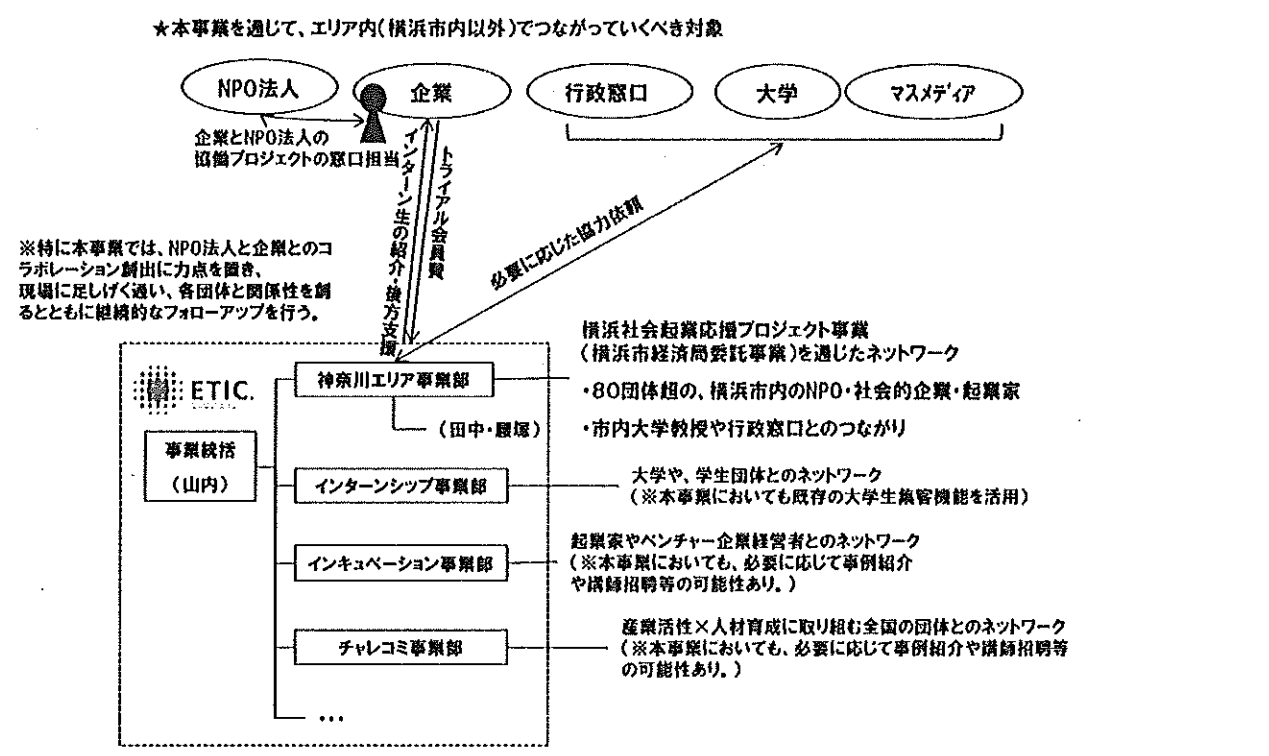 ★本事業を通じて、エリア内(横浜市内以外)でつながっていくべき対象
NPO法人
企業
行政窓口
大学
マスメディア
企業とNPO法人の
協働プロジェクトの窓口担当
インターン生の紹介・後方支援
トライアル会員費
必要に応じた協力依頼
※特に本事業では、NPO法人と企業とのコ
ラボレーション創出に力点を置き、
現場に足しげく通い、各団体と関係性を創
るとともに継続的なフォローアップを行う。
ETIC.
事業統括
(山内)
神奈川エリア事業部
(田中・腰塚)
横浜社会起業応援プロジェクト事業
(横浜市経済局委託事業)を通じたネットワーク
・80団体超の、横浜市内のNPO・社会的企業・起業家
・市内大学教授や行政窓口とのつながり
インターンシップ事業部
大学や、学生団体とのネットワーク
(※本事業においても既存の大学生集客機能を活用)
インキュベーション事業部
起業家やベンチャー企業経営者とのネットワーク
(※本事業においても、必要に応じて事例紹介
や講師招聘等の可能性あり。)
チャレコミ事業部
産業活性×人材育成に取り組む全国の団体とのネットワーク
(※本事業においても、必要に応じて事例紹介や講師招聘等
の可能性あり。)
…